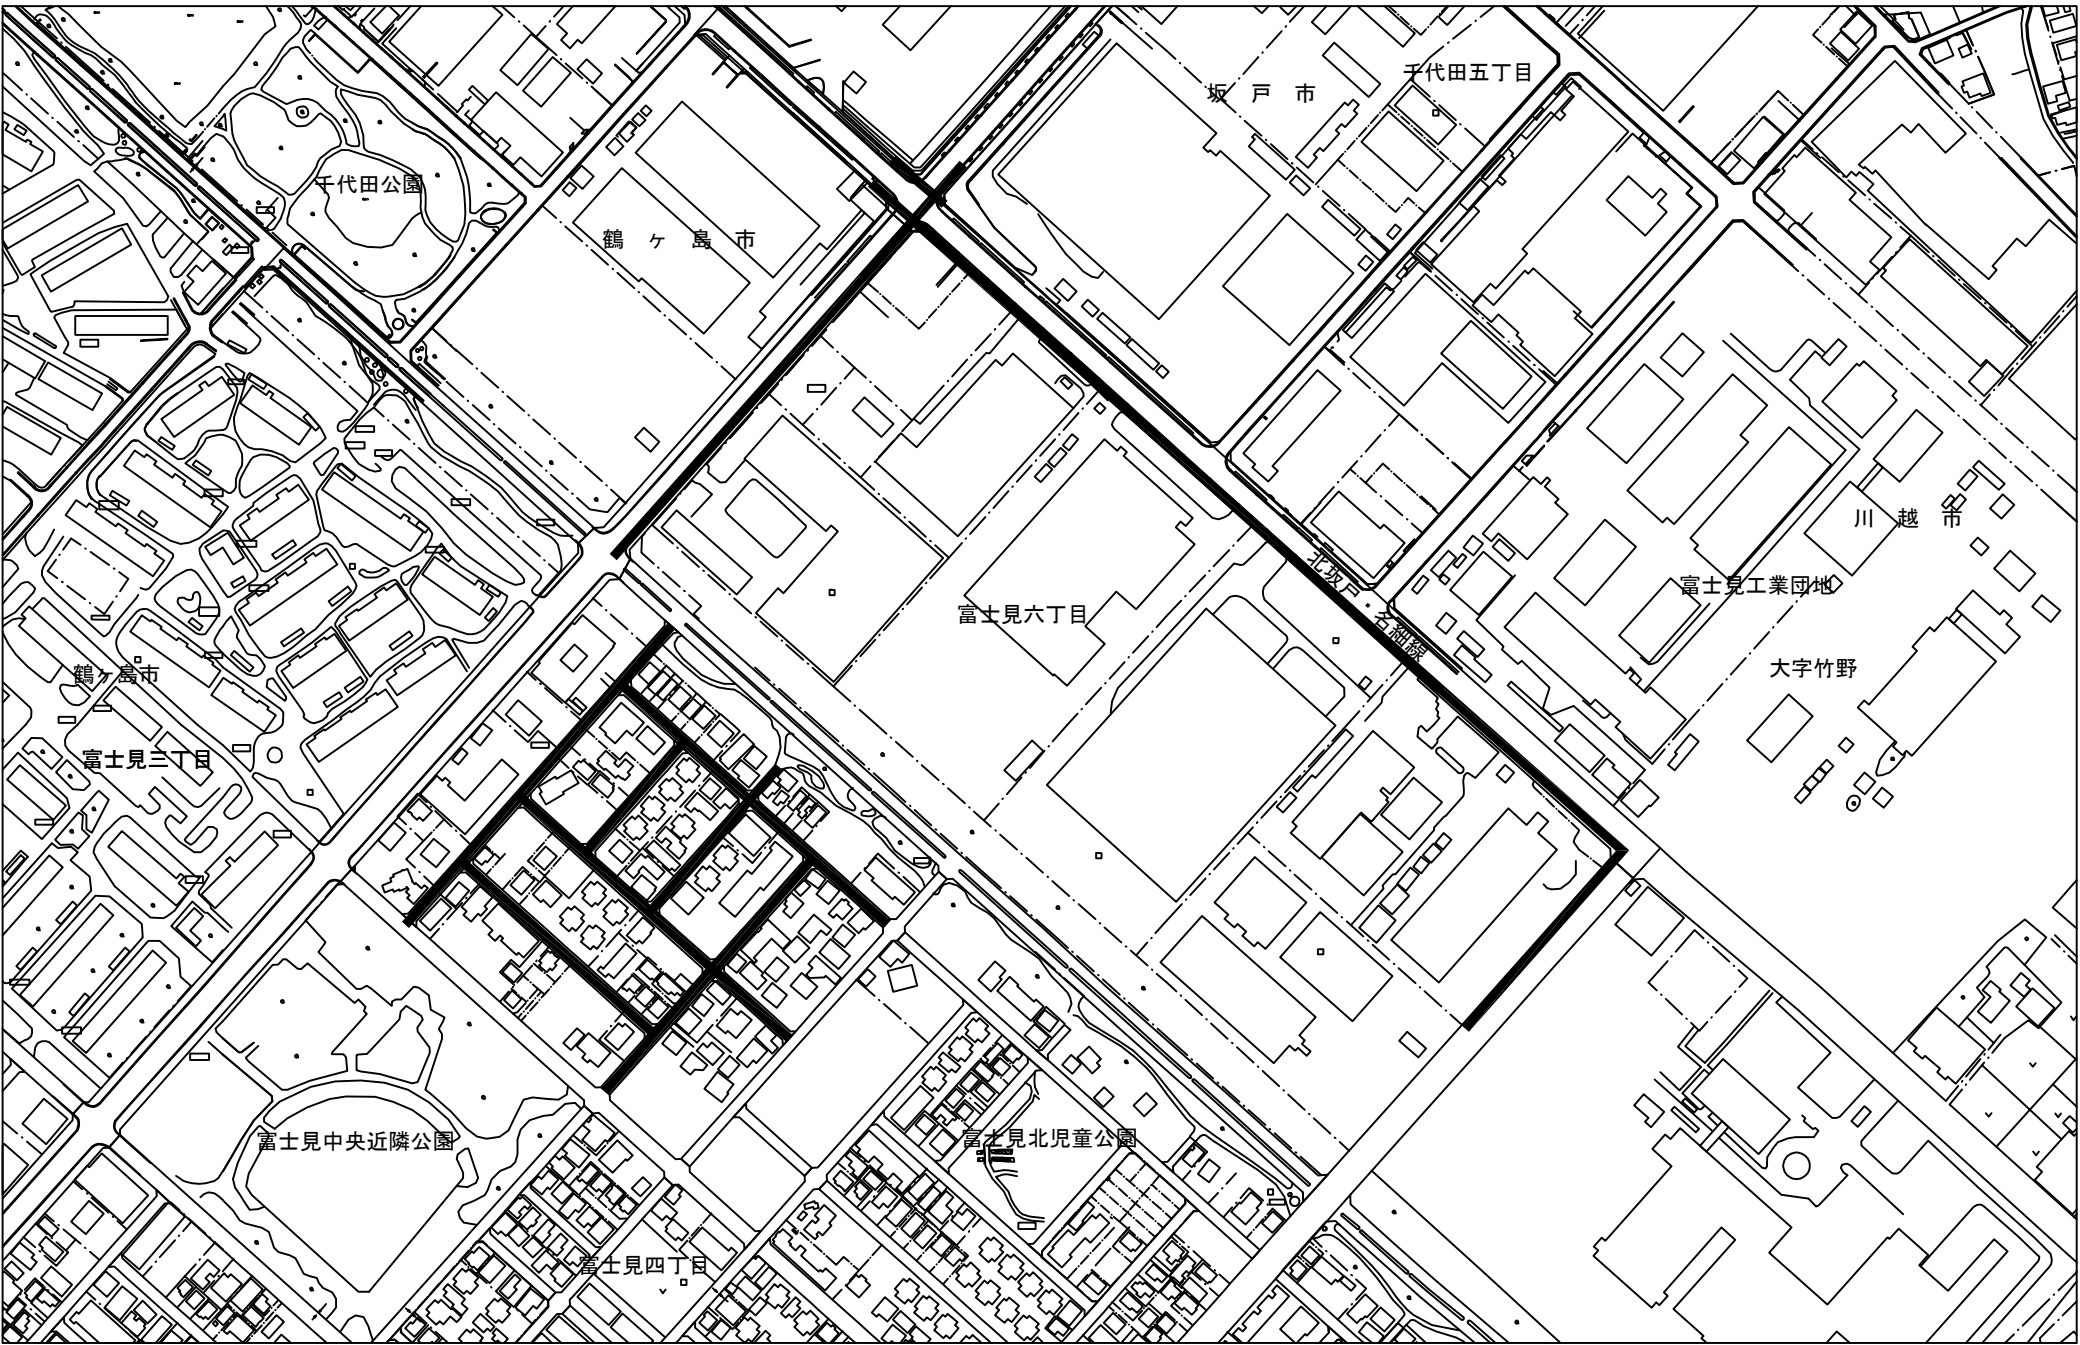 千代田五丁目
坂戸市
千代田公園
鶴ヶ島市
川越市
北坂戸・名細線
富士見工業団地
富士見六丁目
大字竹野
鶴ヶ島市
富士見三丁目
富士見中央近隣公園
富士見北児童公園
富士見四丁目